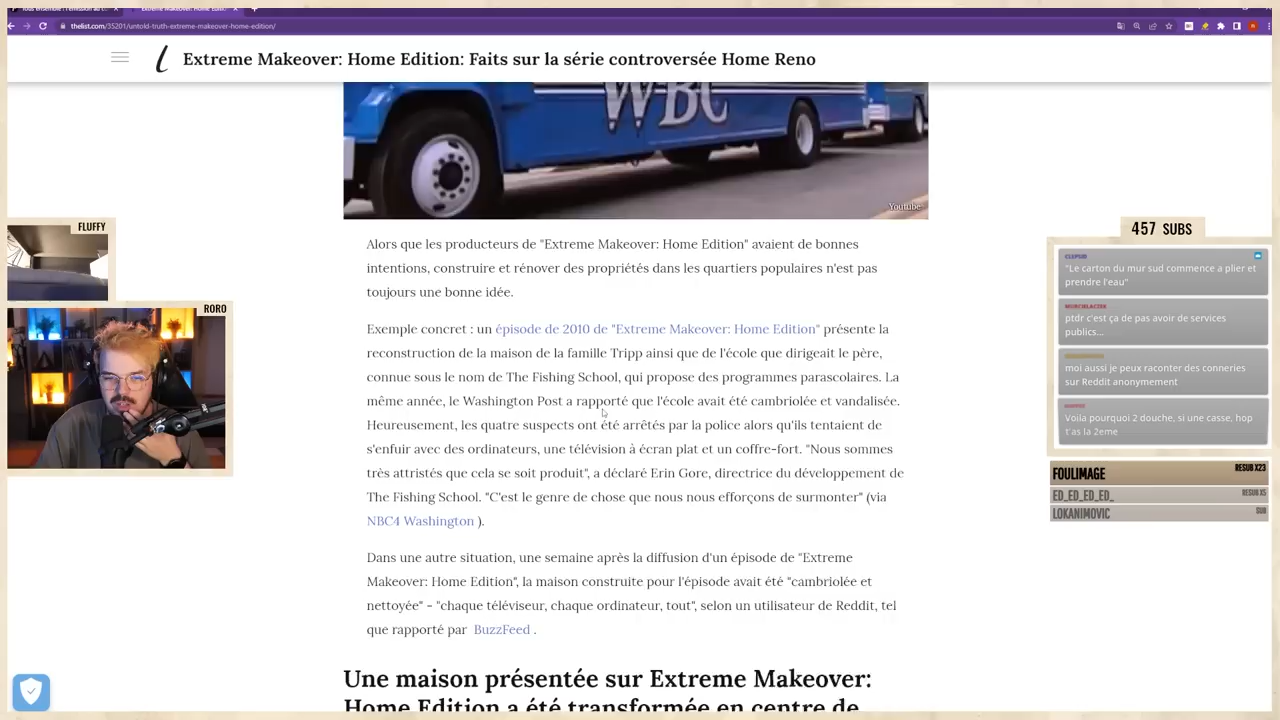 thelist.com/35201/untold-truth-extreme-makeover-home-edition/
Extreme Makeover: Home Edition: Faits sur la série controversée Home Reno
WBC
Youtube
Alors que les producteurs de "Extreme Makeover: Home Edition" avaient de bonnes
intentions, construire et rénover des propriétés dans les quartiers populaires n'est pas
toujours une bonne idée.
Exemple concret : un épisode de 2010 de "Extreme Makeover: Home Edition" présente la
reconstruction de la maison de la famille Tripp ainsi que de l'école que dirigeait le père,
connue sous le nom de The Fishing School, qui propose des programmes parascolaires. La
même année, le Washington Post a rapporté que l'école avait été cambriolée et vandalisée.
Heureusement, les quatre suspects ont été arrêtés par la police alors qu'ils tentaient de
s'enfuir avec des ordinateurs, une télévision à écran plat et un coffre-fort. "Nous sommes
très attristés que cela se soit produit", a déclaré Erin Gore, directrice du développement de
The Fishing School. "C'est le genre de chose que nous nous efforçons de surmonter" (via
NBC4 Washington ).
Dans une autre situation, une semaine après la diffusion d'un épisode de "Extreme
Makeover: Home Edition", la maison construite pour l'épisode avait été "cambriolée et
nettoyée" - "chaque téléviseur, chaque ordinateur, tout", selon un utilisateur de Reddit, tel
que rapporté par BuzzFeed .
Une maison présentée sur Extreme Makeover:
Home Edition a été transformée en centre de
FLUFFY
RORO
457 SUBS
"Le carton du mur sud commence a plier et
prendre l'eau"
ptdr c'est ça de pas avoir de services
publics...
moi aussi je peux raconter des conneries
sur Reddit anonymement
Voila pourquoi 2 douche, si une casse, hop
t'as la 2eme
FOULIMAGE RESUB X23
ED_ED_ED_ED_ RESUB X5
LOKANIMOVIC SUB